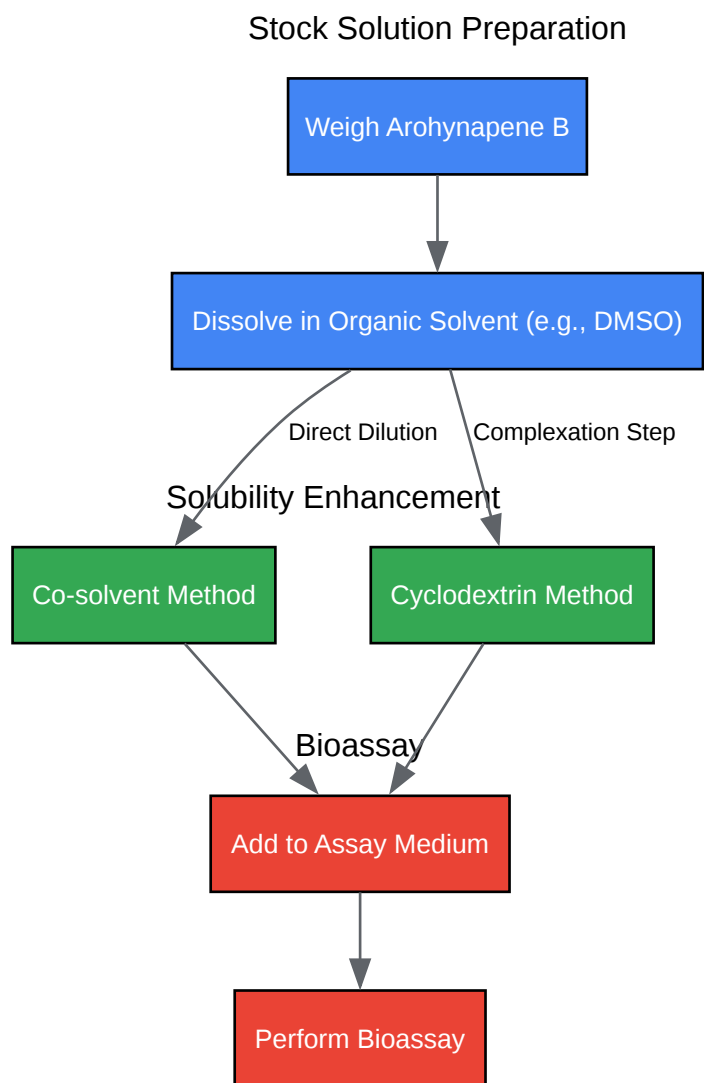 Stock Solution Preparation
Weigh Arohynapene B
Dissolve in Organic Solvent (e.g., DMSO)
Direct Dilution
Complexation Step
Solubility Enhancement
Co-solvent Method
Cyclodextrin Method
Bioassay
Add to Assay Medium
Perform Bioassay